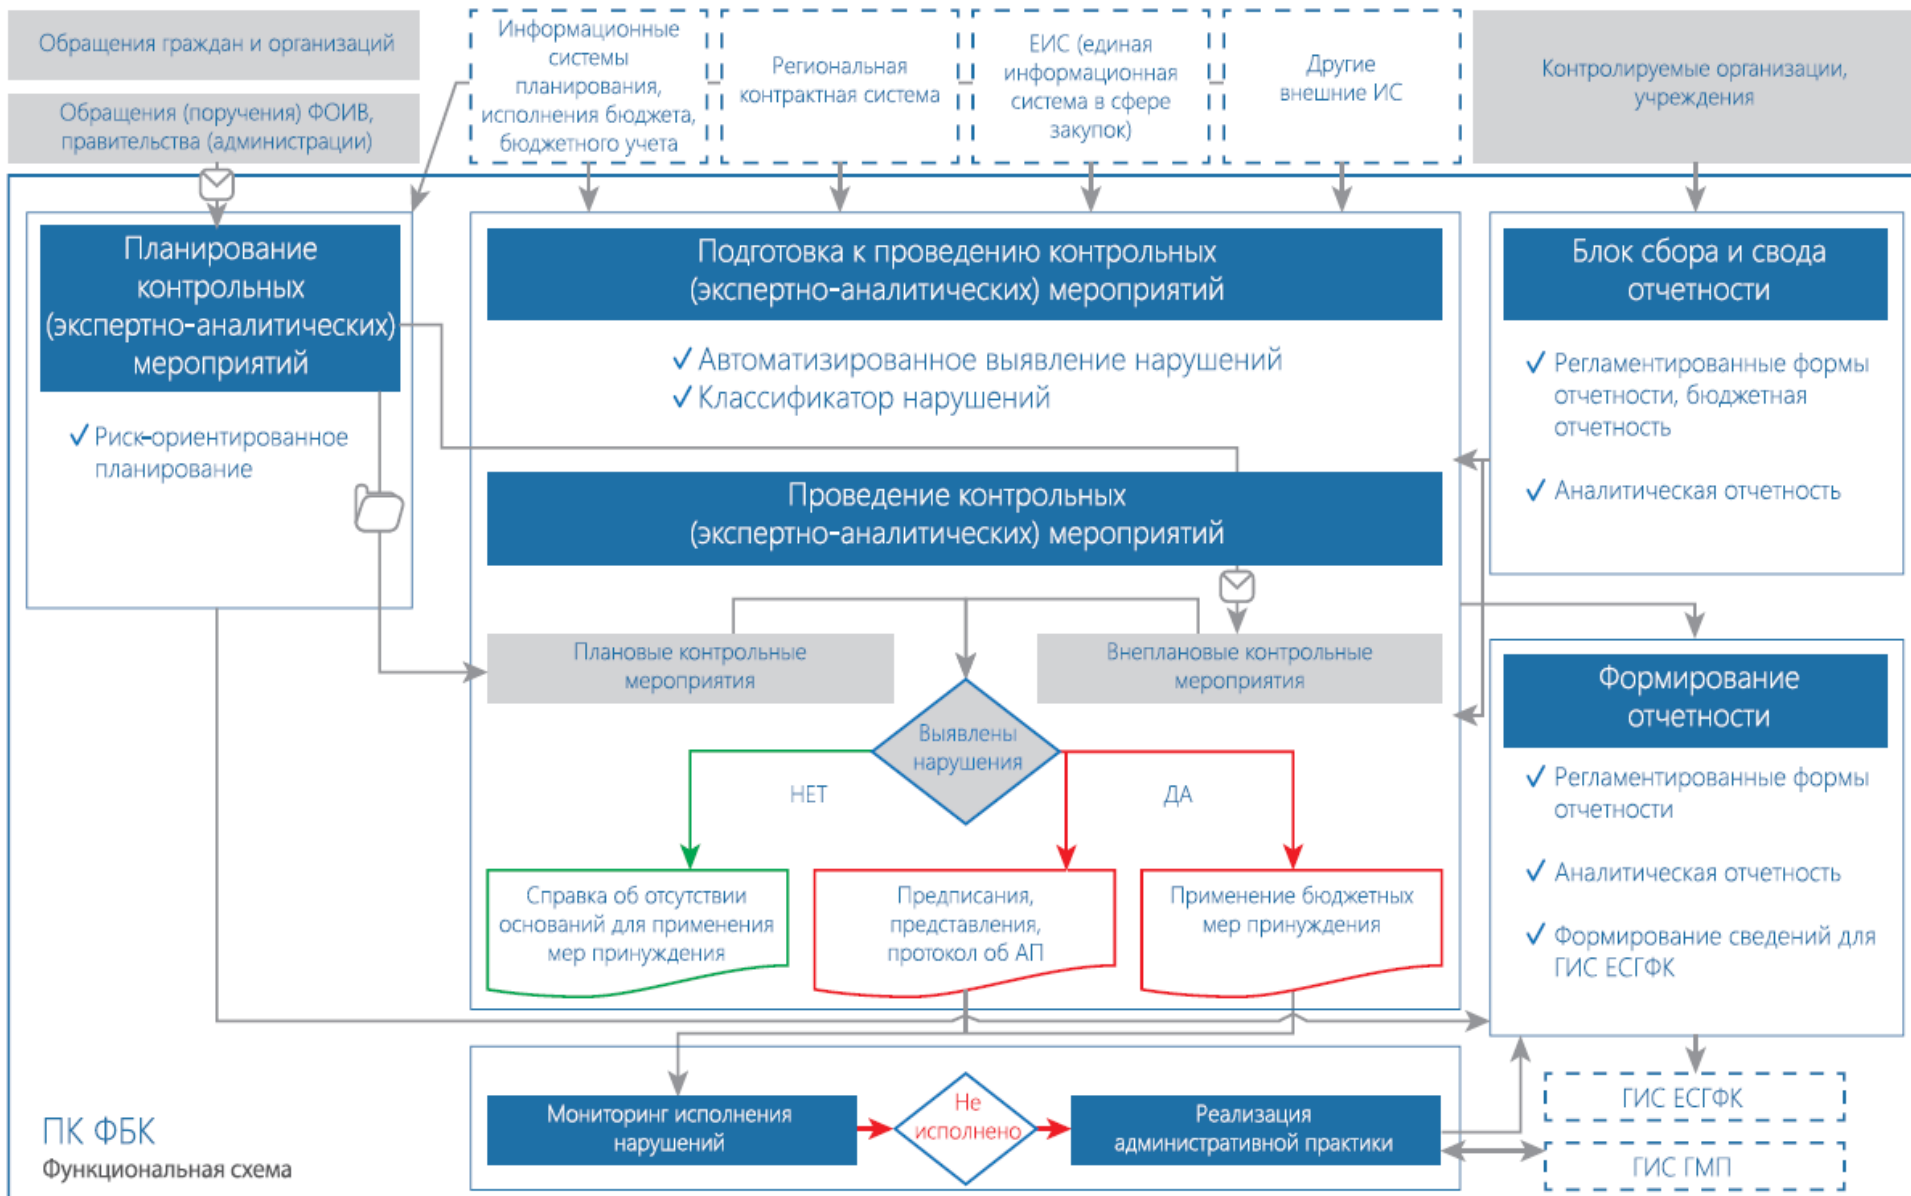 Обращения граждан и организаций
Обращения (поручения) ФОИВ,
правительства (администрации)
Информационные
системы
планирования,
исполнения бюджета,
бюджетного учета
Региональная
контрактная система
ЕИС (единая
информационная
система в сфере
закупок)
Другие
внешние ИС
Контролируемые организации,
учреждения
Планирование
контрольных
(экспертно-аналитических)
мероприятий
Риск-ориентированное
планирование
Подготовка к проведению контрольных
(экспертно-аналитических) мероприятий
Автоматизированное выявление нарушений
Классификатор нарушений
Проведение контрольных
(экспертно-аналитических) мероприятий
Плановые контрольные
мероприятия
Внеплановые контрольные
мероприятия
Выявлены
нарушения
НЕТ
ДА
Справка об отсутствии
оснований для применения
мер принуждения
Предписания,
представления,
протокол об АП
Применение бюджетных
мер принуждения
Блок сбора и свода
отчетности
Регламентированные формы
отчетности, бюджетная
отчетность
Аналитическая отчетность
Формирование
отчетности
Регламентированные формы
отчетности
Аналитическая отчетность
Формирование сведений для
ГИС ЕСГФК
Мониторинг исполнения
нарушений
Не
исполнено
Реализация
административной практики
ГИС ЕСГФК
ГИС ГМП
ПК ФБК
Функциональная схема